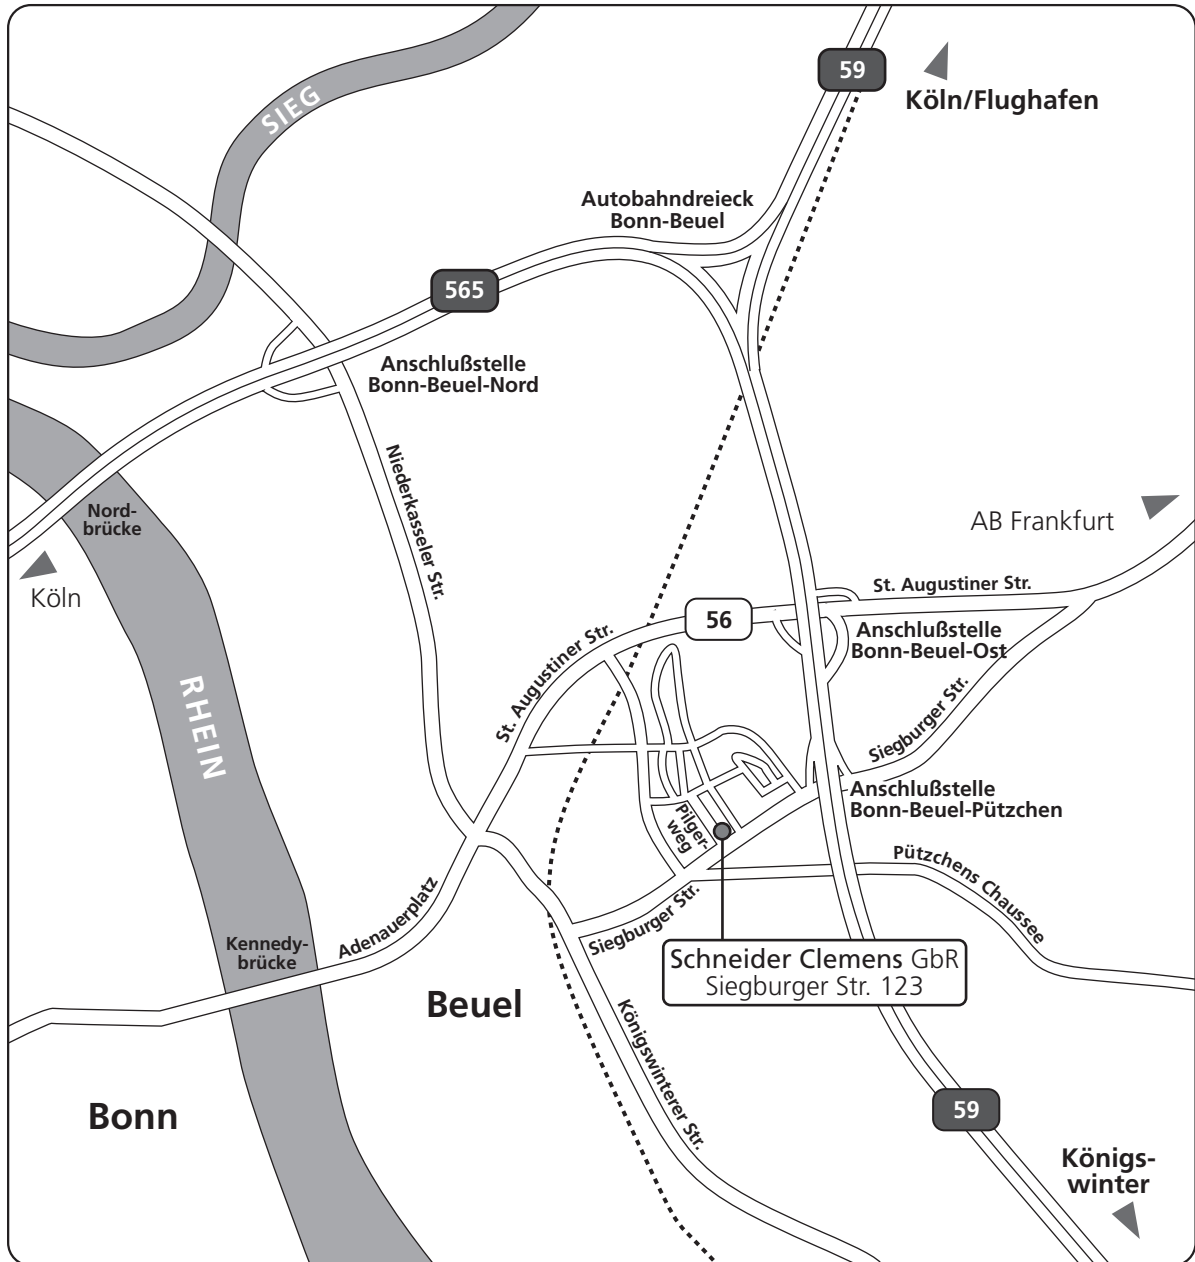 59
Köln/Flughafen
SIEG
Autobahndreieck
Bonn-Beuel
565
Anschlußstelle
Bonn-Beuel-Nord
Niederkasseler Str.
Nord-
brücke
Köln
AB Frankfurt
St. Augustiner Str.
56
St. Augustiner Str.
Anschlußstelle
Bonn-Beuel-Ost
RHEIN
Siegburger Str.
Anschlußstelle
Bonn-Beuel-Pützchen
Pilger-
weg
Pützchens Chaussee
Adenauerplatz
Siegburger Str.
Kennedy-
brücke
Schneider Clemens GbR
Siegburger Str. 123
Beuel
Königswinterer Str.
Bonn
59
Königs-
winter